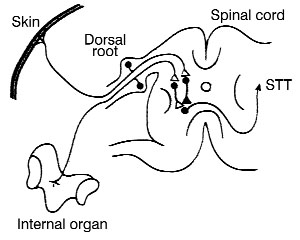 Skin
Spinal cord
Dorsal
root
STT
Internal organ